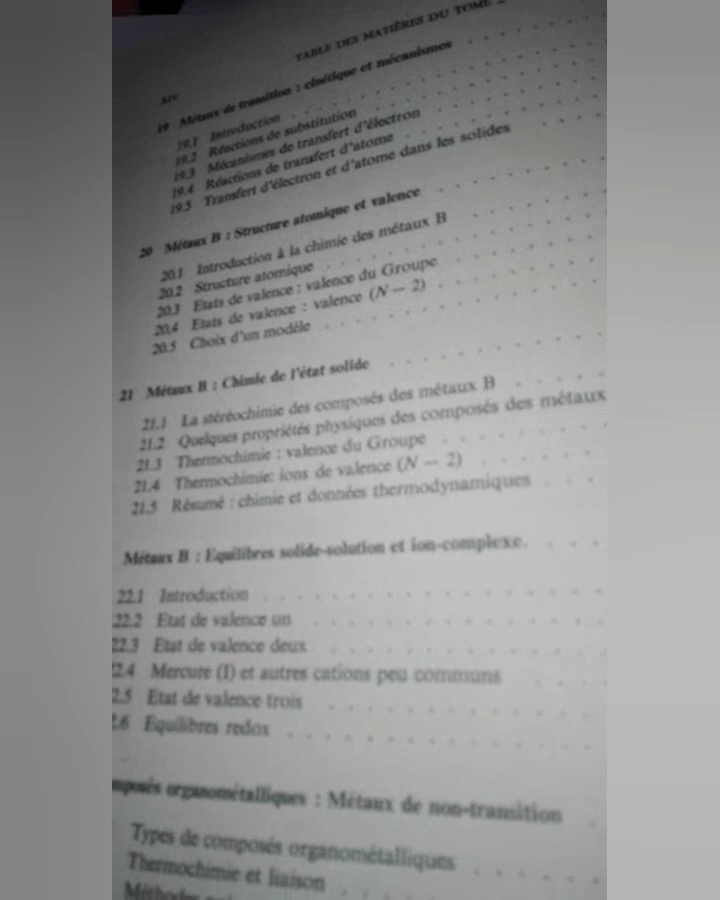 TABLE DES MATIÈRES DU TOME
XIV
19 Métaux de transition : cinétique et mécanismes
19.1 Introduction
19.2 Réactions de substitution
19.3 Mécanismes de transfert d'électron
19.4 Réactions de transfert d'atome
19.5 Transfert d'électron et d'atome dans les solides
20 Métaux B : Structure atomique et valence
20.1 Introduction à la chimie des métaux B
20.2 Structure atomique
20.3 Etats de valence : valence du Groupe
20.4 Etats de valence : valence (N — 2)
20.5 Choix d'un modèle
21 Métaux B : Chimie de l'état solide
21.1 La stéréochimie des composés des métaux B
21.2 Quelques propriétés physiques des composés des métaux
21.3 Thermochimie : valence du Groupe
21.4 Thermochimie: ions de valence (N — 2)
21.5 Résumé : chimie et données thermodynamiques
Métaux B : Equilibres solide-solution et ion-complexe.
22.1 Introduction
22.2 Etat de valence un
22.3 Etat de valence deux
2.4 Mercure (I) et autres cations peu communs
2.5 Etat de valence trois
2.6 Equilibres redox
mposés organométalliques : Métaux de non-transition
Types de composés organométalliques
Thermochimie et liaison